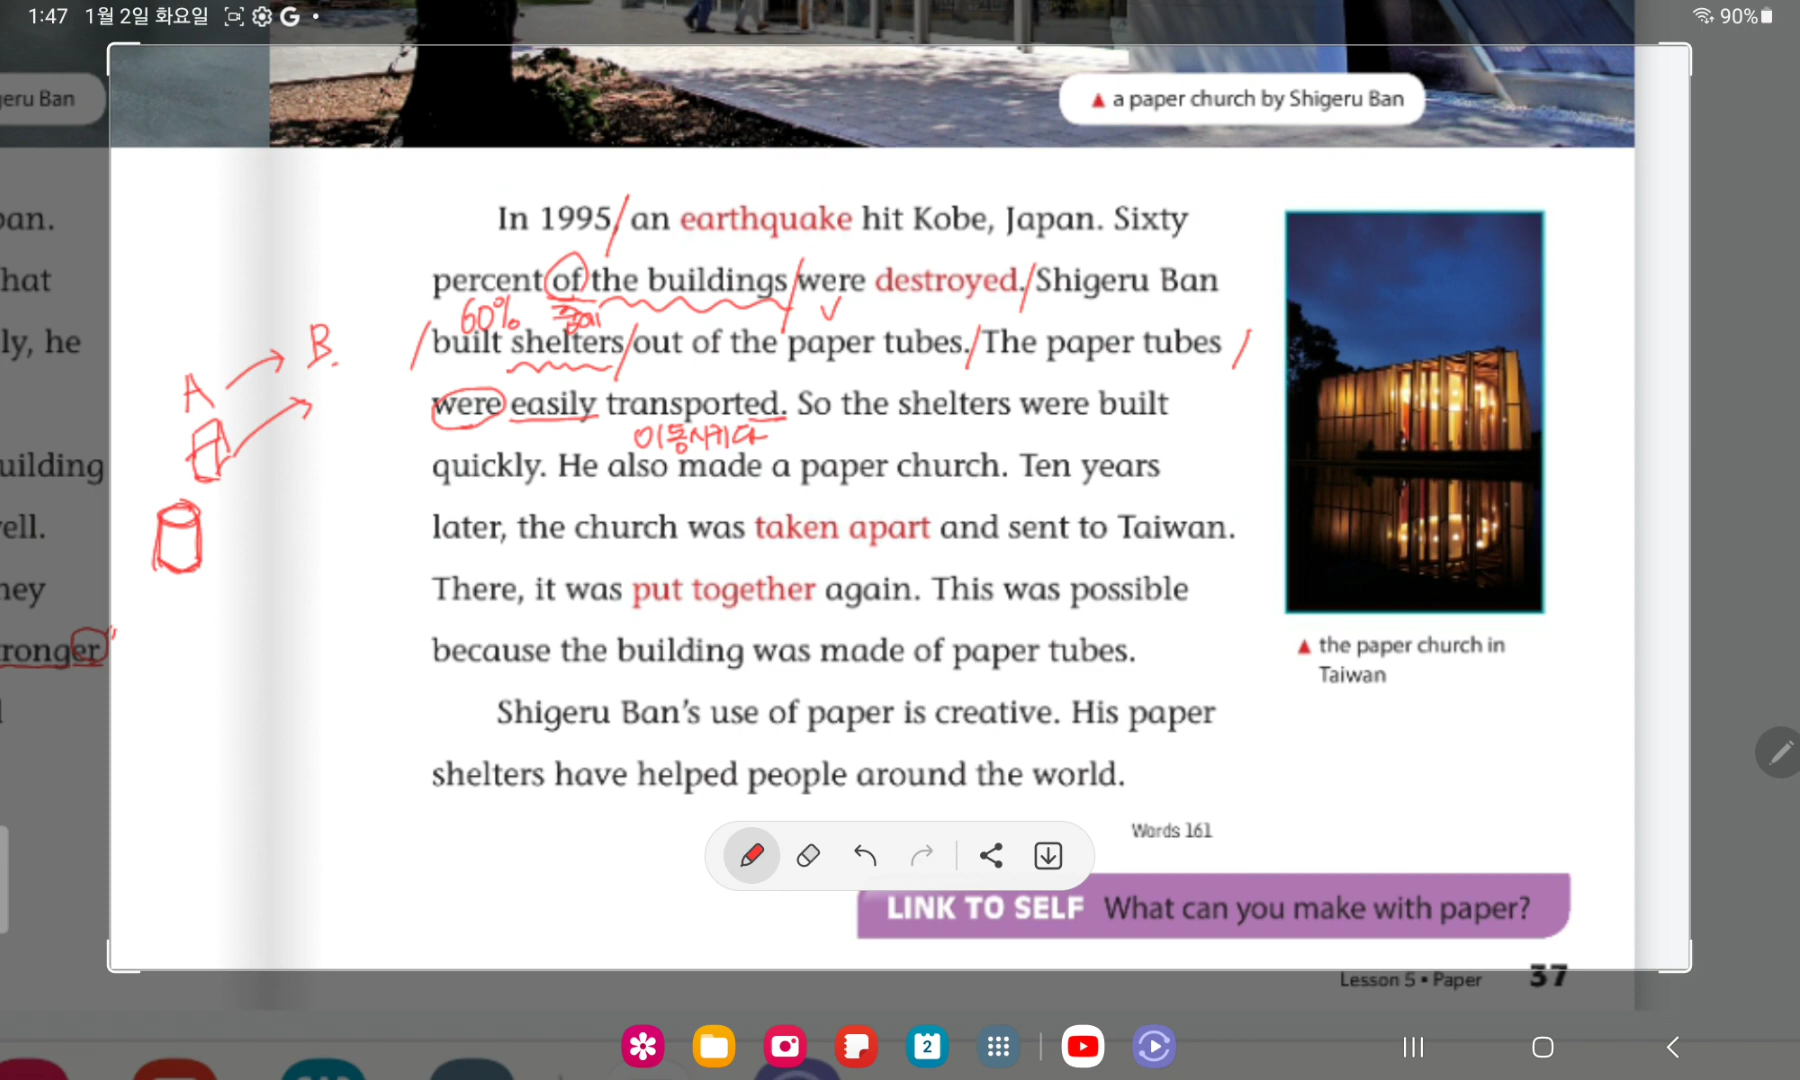 1:47 1월 2일 화요일 90%
geru Ban
▲ a paper church by Shigeru Ban
pan.
hat
ly, he
uilding
ell.
hey
ronger
In 1995, an earthquake hit Kobe, Japan. Sixty
percent of the buildings were destroyed. Shigeru Ban
60%
built shelters out of the paper tubes. The paper tubes
A
B.
were easily transported. So the shelters were built
이동시키다
quickly. He also made a paper church. Ten years
later, the church was taken apart and sent to Taiwan.
There, it was put together again. This was possible
because the building was made of paper tubes.
▲ the paper church in
Taiwan
Shigeru Ban's use of paper is creative. His paper
shelters have helped people around the world.
Words 161
LINK TO SELF What can you make with paper?
Lesson 5 • Paper 37
2